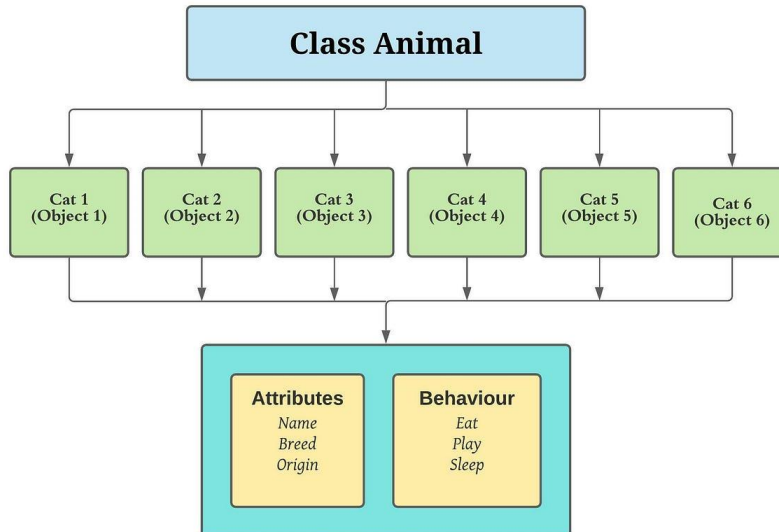 Class Animal
Cat 1
(Object 1)
Cat 2
(Object 2)
Cat 3
(Object 3)
Cat 4
(Object 4)
Cat 5
(Object 5)
Cat 6
(Object 6)
Attributes
Name
Breed
Origin
Behaviour
Eat
Play
Sleep